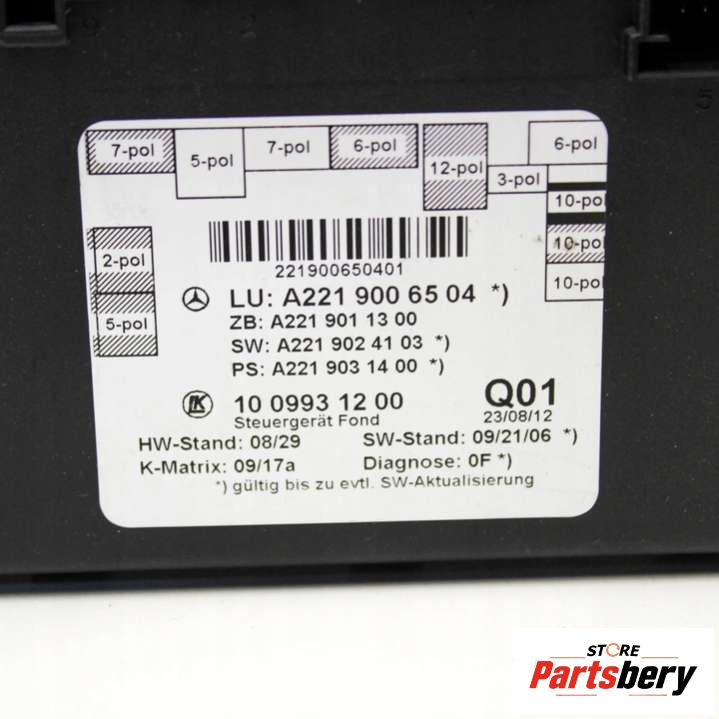 7-pol
5-pol
7-pol
6-pol
12-pol
3-pol
6-pol
10-pol
10-pol
10-pol
2-pol
5-pol
221900650401
LU: A221 900 65 04 *)
ZB: A221 901 13 00
SW: A221 902 41 03 *)
PS: A221 903 14 00 *)
10 0993 12 00
Q01
Steuergerät Fond
23/08/12
HW-Stand: 08/29
SW-Stand: 09/21/06 *)
K-Matrix: 09/17a
Diagnose: 0F *)
*) gültig bis zu evtl. SW-Aktualisierung
STORE
Partsbery